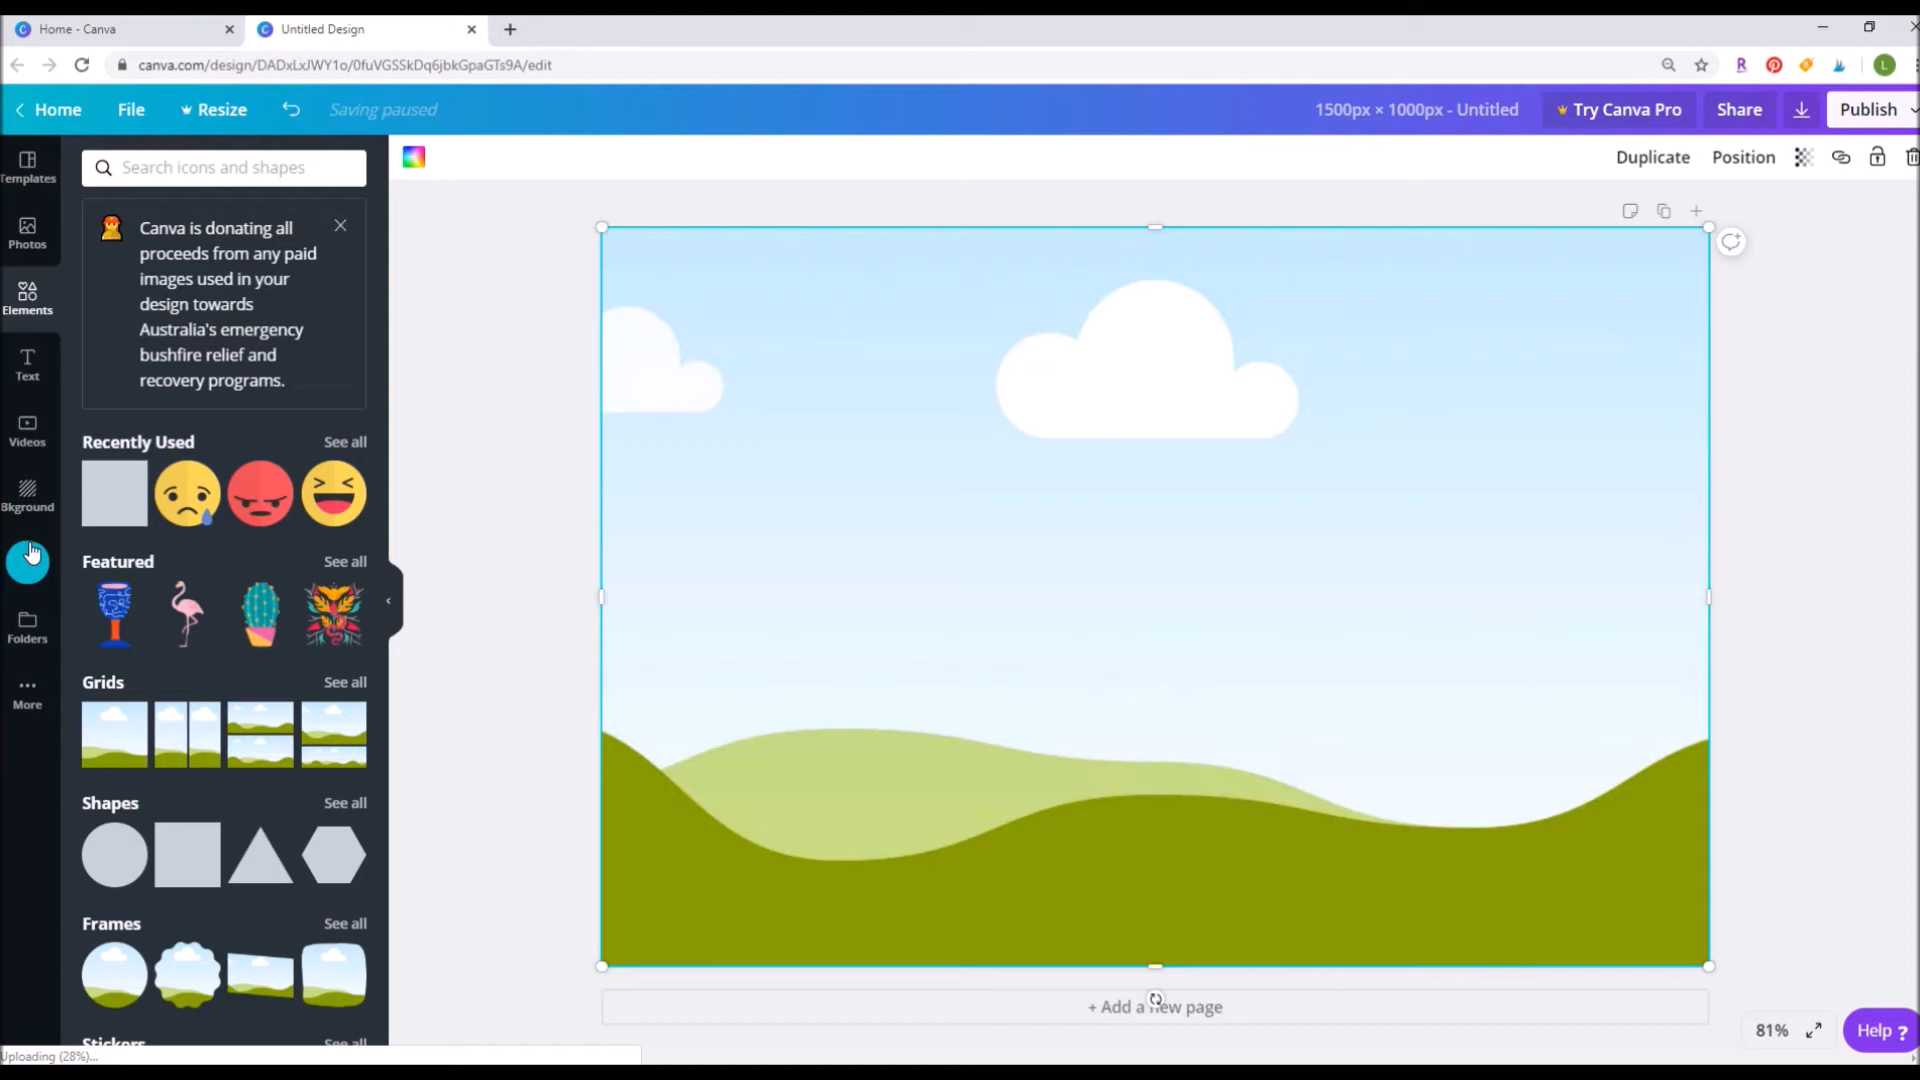 Home - Canva
Untitled Design
canva.com/design/DADxLxJWY1o/0fuVGSSkDq6jbkGpaGTs9A/edit
L
Home
File
Resize
Saving paused
1500px × 1000px - Untitled
Try Canva Pro
Share
Publish
Templates
Photos
Elements
Text
Videos
Bkground
Folders
More
Search icons and shapes
Canva is donating all
proceeds from any paid
images used in your
design towards
Australia's emergency
bushfire relief and
recovery programs.
Recently Used See all
Featured See all
Grids See all
Shapes See all
Frames See all
Stickers See all
Duplicate
Position
+ Add a new page
81%
Help ?
Uploading (28%)...